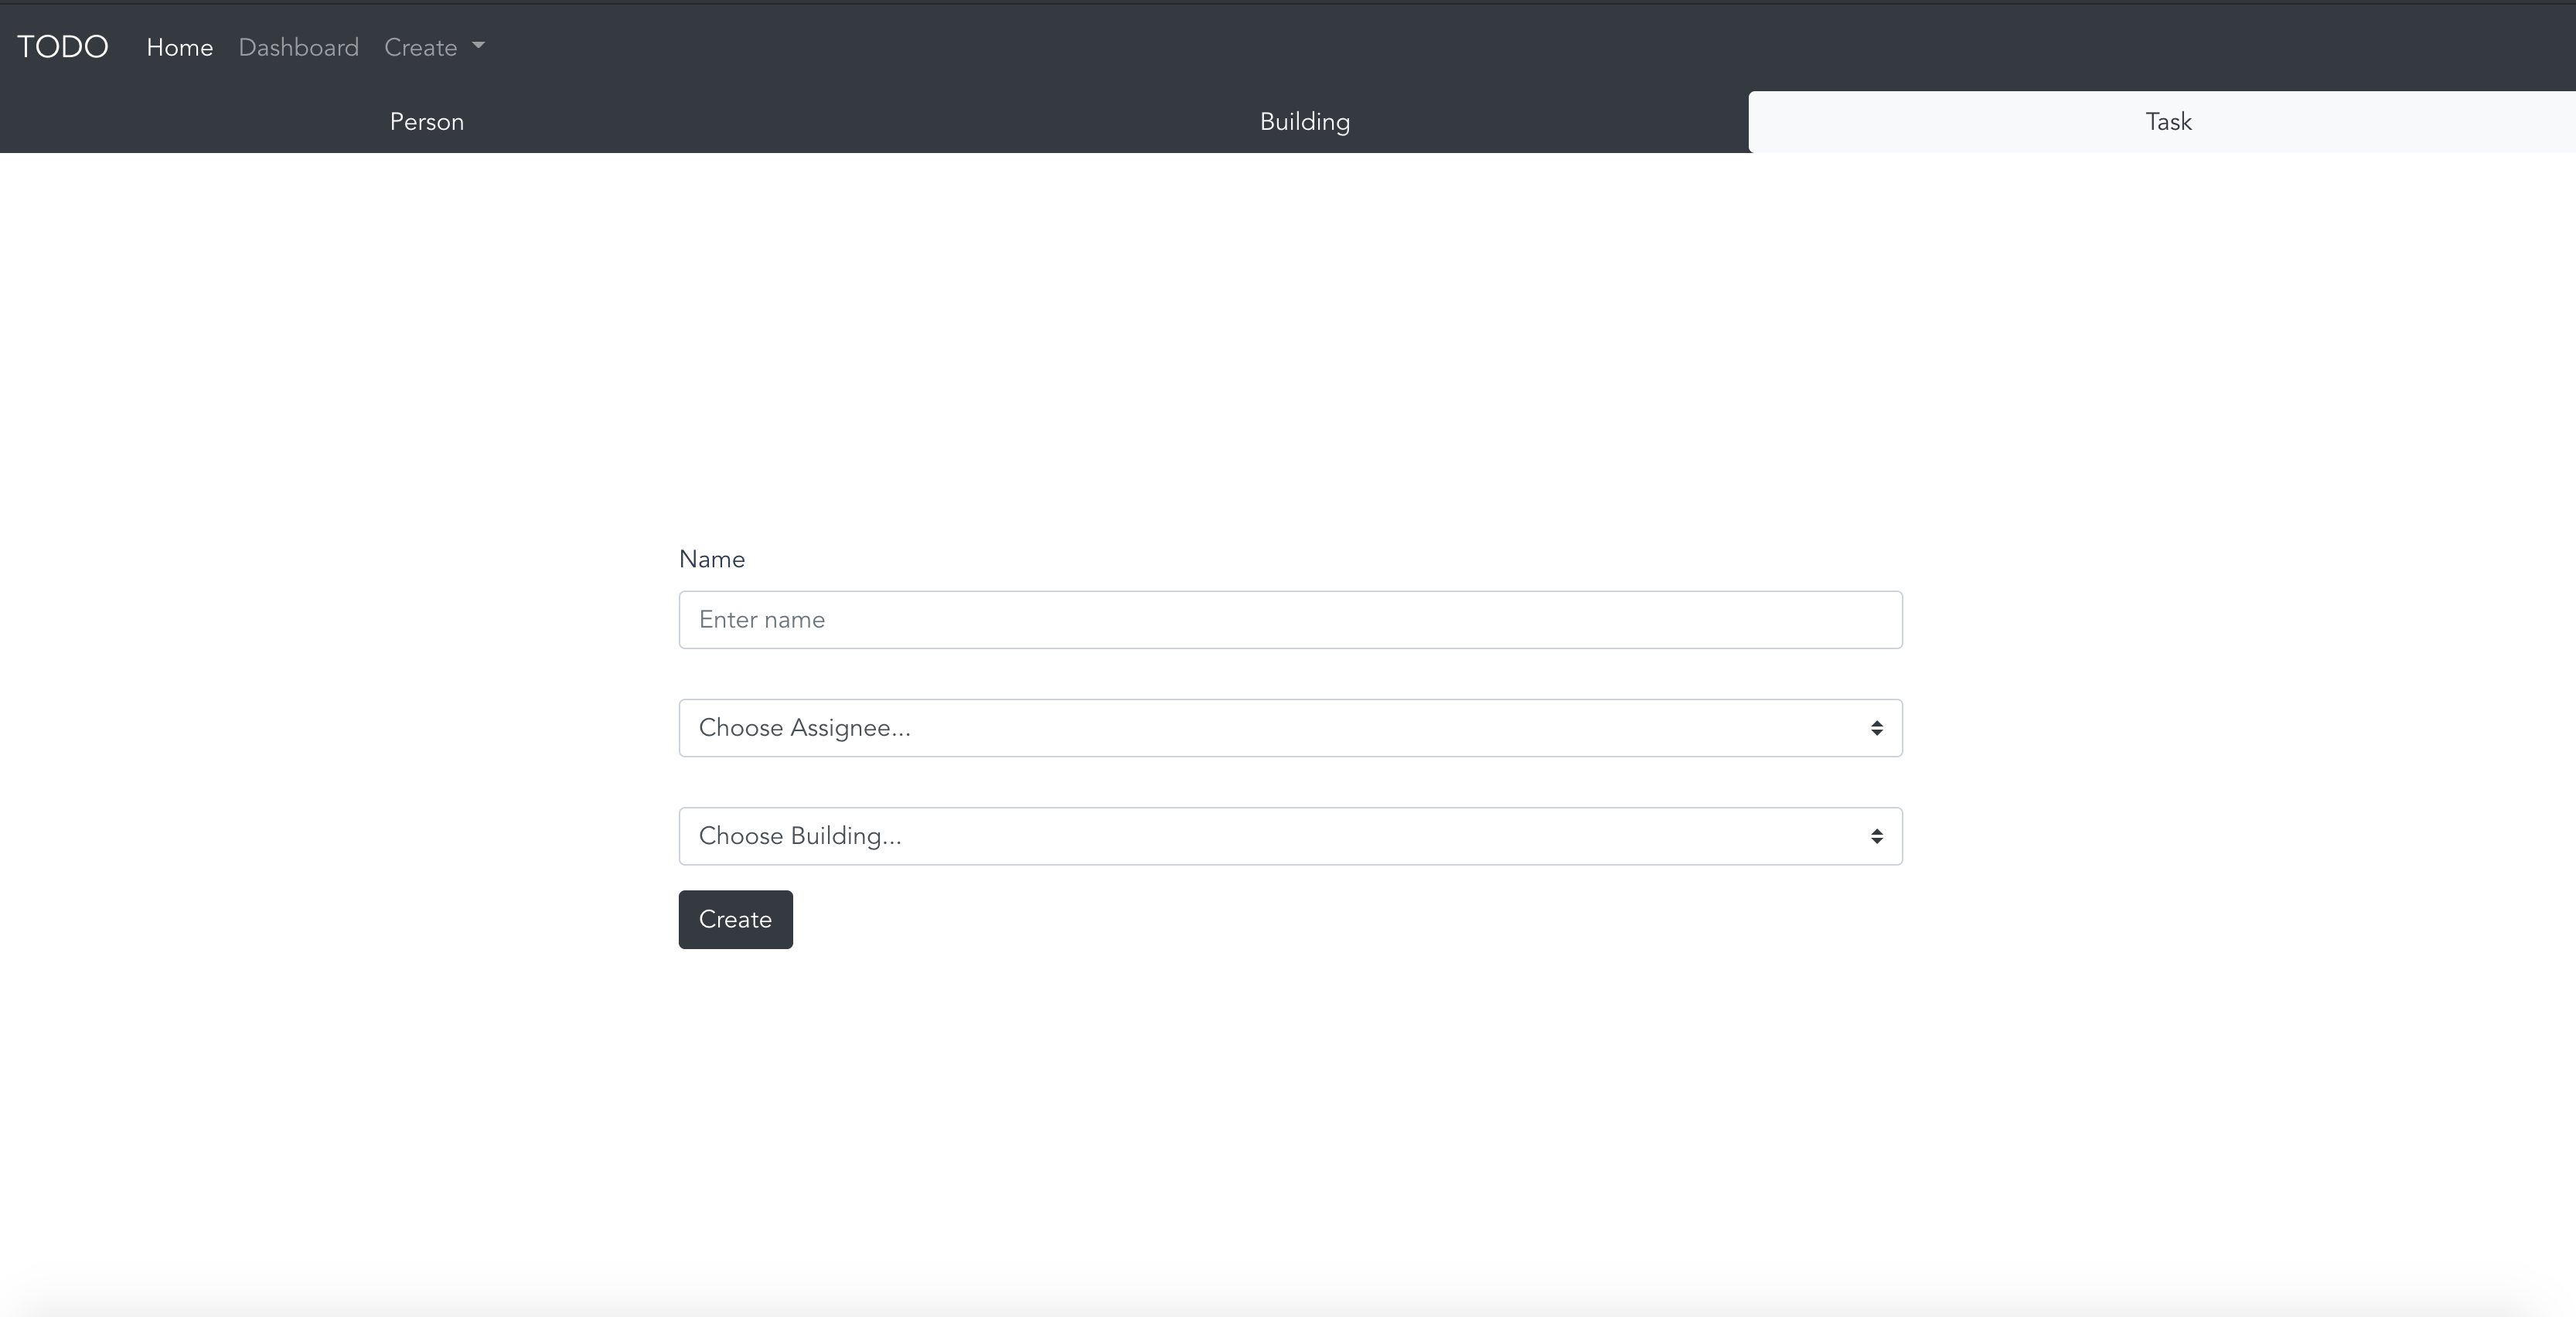 TODO Home Dashboard Create
Person Building Task
Name
Enter name
Choose Assignee...
Choose Building...
Create